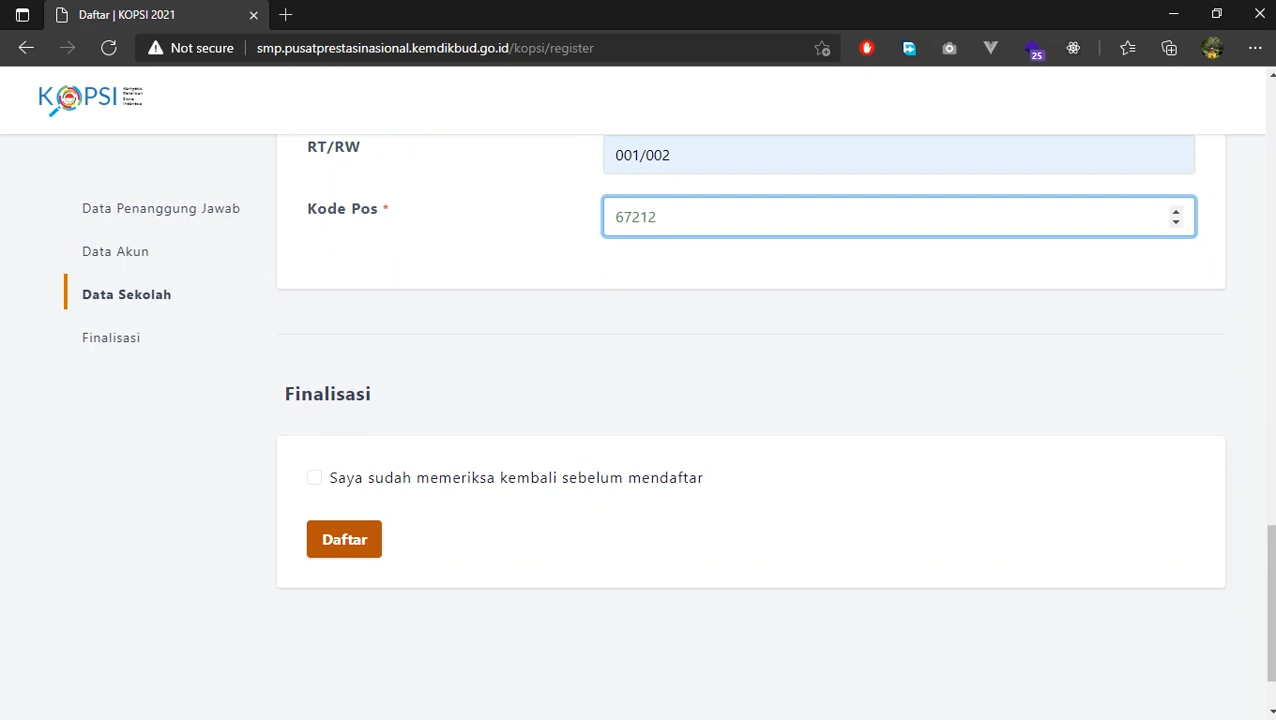 Daftar | KOPSI 2021
Not secure
smp.pusatprestasinasional.kemdikbud.go.id/kopsi/register
25
KOPSI
RT/RW
001/002
Data Penanggung Jawab
Kode Pos *
67212
Data Akun
Data Sekolah
Finalisasi
Finalisasi
Saya sudah memeriksa kembali sebelum mendaftar
Daftar